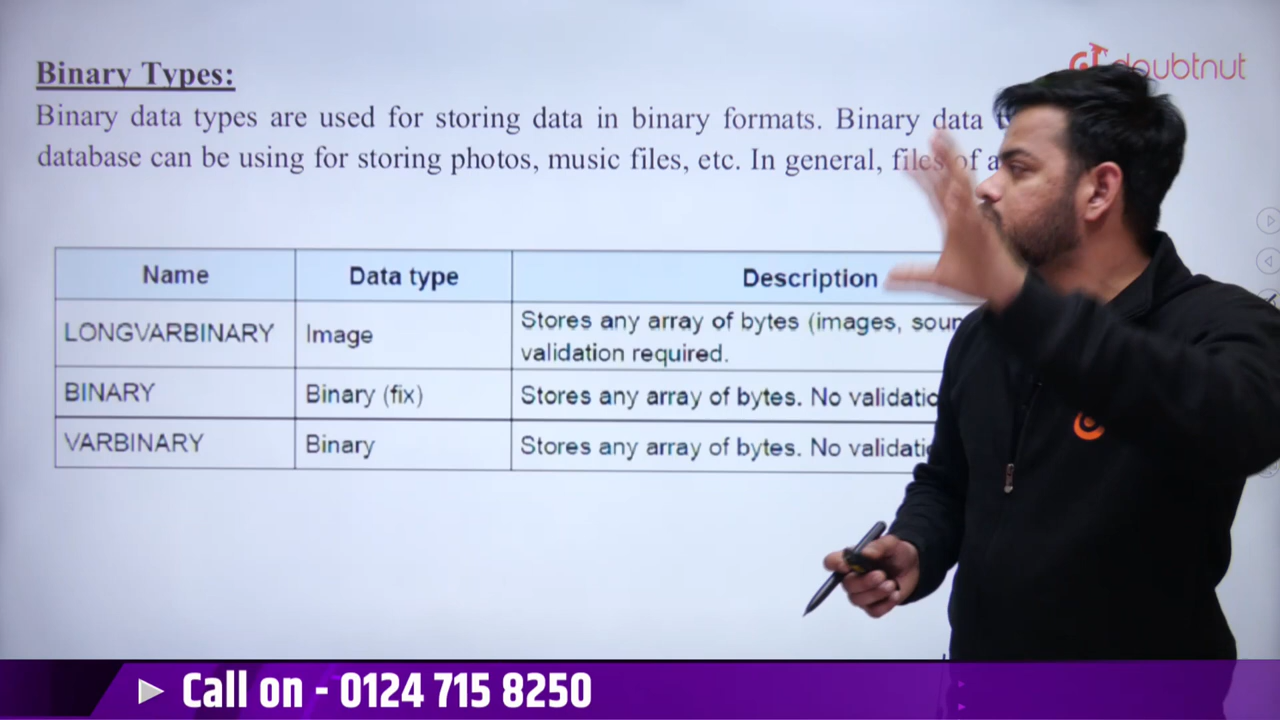 Binary Types:
doubtnut
Binary data types are used for storing data in binary formats. Binary data
database can be using for storing photos, music files, etc. In general, files of
Name Data type Description
LONGVARBINARY Image Stores any array of bytes (images,
validation required.
BINARY Binary (fix) Stores any array of bytes. No
VARBINARY Binary Stores any array of bytes. No
Call on - 0124 715 8250